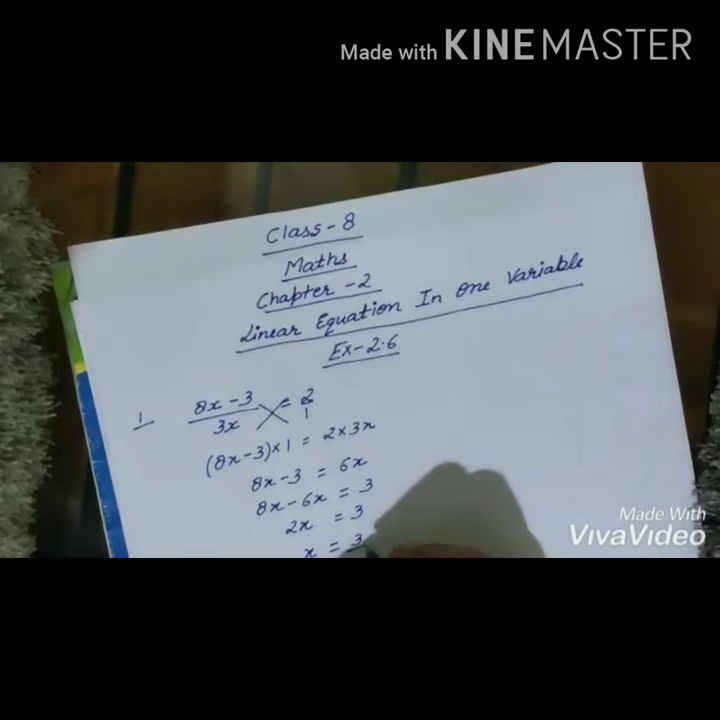 Made with KINEMASTER
Class-8
Maths
Chapter-2
Linear Equation In One Variable
Ex-2.6
1 8x-3/3x = 2/1
(8x-3)×1 = 2×3x
8x-3 = 6x
8x-6x = 3
2x = 3
x = 3
Made With
VivaVideo